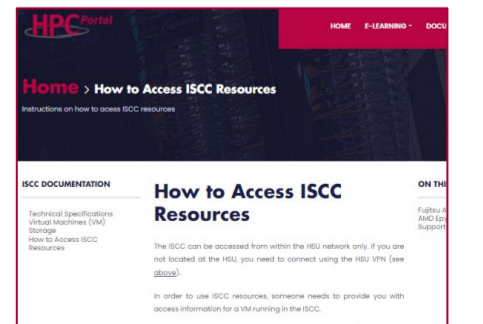 HPC Portal
HOME E-LEARNING - DOCU
Home > How to Access ISCC Resources
Instructions on how to acess ISCC resources
ISCC DOCUMENTATION
Technical Specifications
Virtual Machines (VM)
Storage
How to Access ISCC
Resources
How to Access ISCC
Resources
The ISCC can be accessed from within the HSU network only. If you are
not located at the HSU, you need to connect using the HSU VPN (see
above).
In order to use ISCC resources, someone needs to provide you with
access information for a VM running in the ISCC.
ON THI
Fujitsu A
AMD Epy
Support